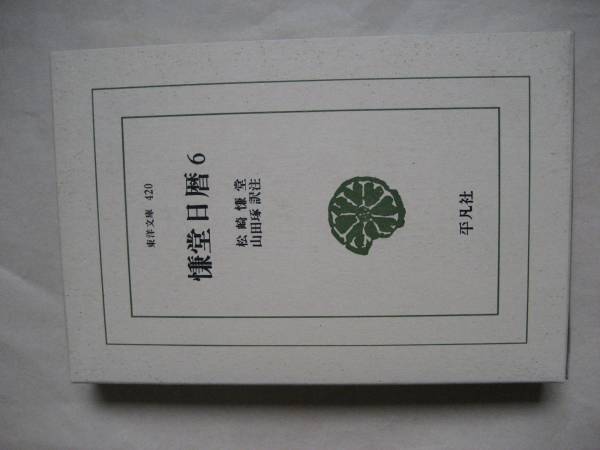 東洋文庫 420
慊堂日暦 6
松崎慊堂
山田琢 訳注
平凡社